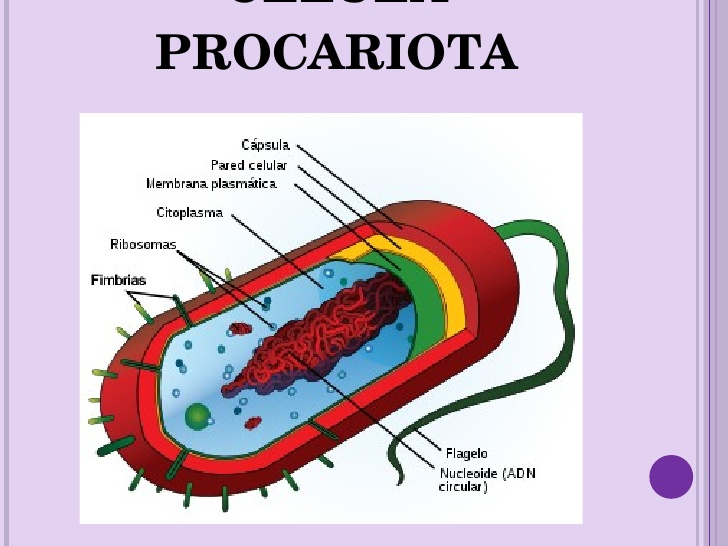 PROCARIOTA
Cápsula
Pared celular
Membrana plasmática
Citoplasma
Ribosomas
Fimbrias
Flagelo
Nucleoide (ADN
circular)